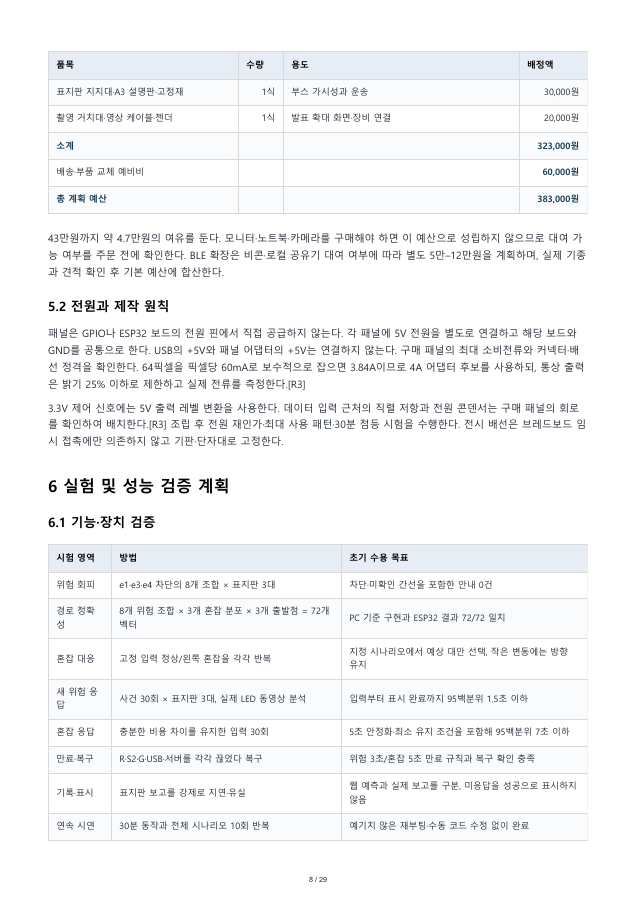 품목 수량 용도 배정액
표지판 지지대·A3 설명판·고정재 1식 부스 가시성과 운송 30,000원
촬영 거치대·영상 케이블·젠더 1식 발표 확대 화면·장비 연결 20,000원
소계 323,000원
배송·부품 교체 예비비 60,000원
총 계획 예산 383,000원
43만원까지 약 4.7만원의 여유를 둔다. 모니터·노트북·카메라를 구매해야 하면 이 예산으로 성립하지 않으므로 대여 가
능 여부를 주문 전에 확인한다. BLE 확장은 비콘·로컬 공유기 대여 여부에 따라 별도 5만–12만원을 계획하며, 실제 기종
과 견적 확인 후 기본 예산에 합산한다.
5.2 전원과 제작 원칙
패널은 GPIO나 ESP32 보드의 전원 핀에서 직접 공급하지 않는다. 각 패널에 5V 전원을 별도로 연결하고 해당 보드와
GND를 공통으로 한다. USB의 +5V와 패널 어댑터의 +5V는 연결하지 않는다. 구매 패널의 최대 소비전류와 커넥터·배
선 정격을 확인한다. 64픽셀을 픽셀당 60mA로 보수적으로 잡으면 3.84A이므로 4A 어댑터 후보를 사용하되, 통상 출력
은 밝기 25% 이하로 제한하고 실제 전류를 측정한다.[R3]
3.3V 제어 신호에는 5V 출력 레벨 변환을 사용한다. 데이터 입력 근처의 직렬 저항과 전원 콘덴서는 구매 패널의 회로
를 확인하여 배치한다.[R3] 조립 후 전원 재인가·최대 사용 패턴·30분 점등 시험을 수행한다. 전시 배선은 브레드보드 임
시 접촉에만 의존하지 않고 기판·단자대로 고정한다.
6 실험 및 성능 검증 계획
6.1 기능·장치 검증
시험 영역 방법 초기 수용 목표
위험 회피 e1·e3·e4 차단의 8개 조합 × 표지판 3대 차단·미확인 간선을 포함한 안내 0건
경로 정확
성 8개 위험 조합 × 3개 혼잡 분포 × 3개 출발점 = 72개
벡터 PC 기준 구현과 ESP32 결과 72/72 일치
혼잡 대응 고정 입력 정상/왼쪽 혼잡을 각각 반복 지정 시나리오에서 예상 대안 선택, 작은 변동에는 방향
유지
새 위험 응
답 사건 30회 × 표지판 3대, 실제 LED 동영상 분석 입력부터 표시 완료까지 95백분위 1.5초 이하
혼잡 응답 충분한 비용 차이를 유지한 입력 30회 5초 안정화·최소 유지 조건을 포함해 95백분위 7초 이하
만료·복구 R·S2·G·USB·서버를 각각 끊었다 복구 위험 3초/혼잡 5초 만료 규칙과 복구 확인 충족
기록·표시 표지판 보고를 강제로 지연·유실 웹 예측과 실제 보고를 구분, 미응답을 성공으로 표시하지
않음
연속 시연 30분 동작과 전체 시나리오 10회 반복 예기치 않은 재부팅·수동 코드 수정 없이 완료
8 / 29